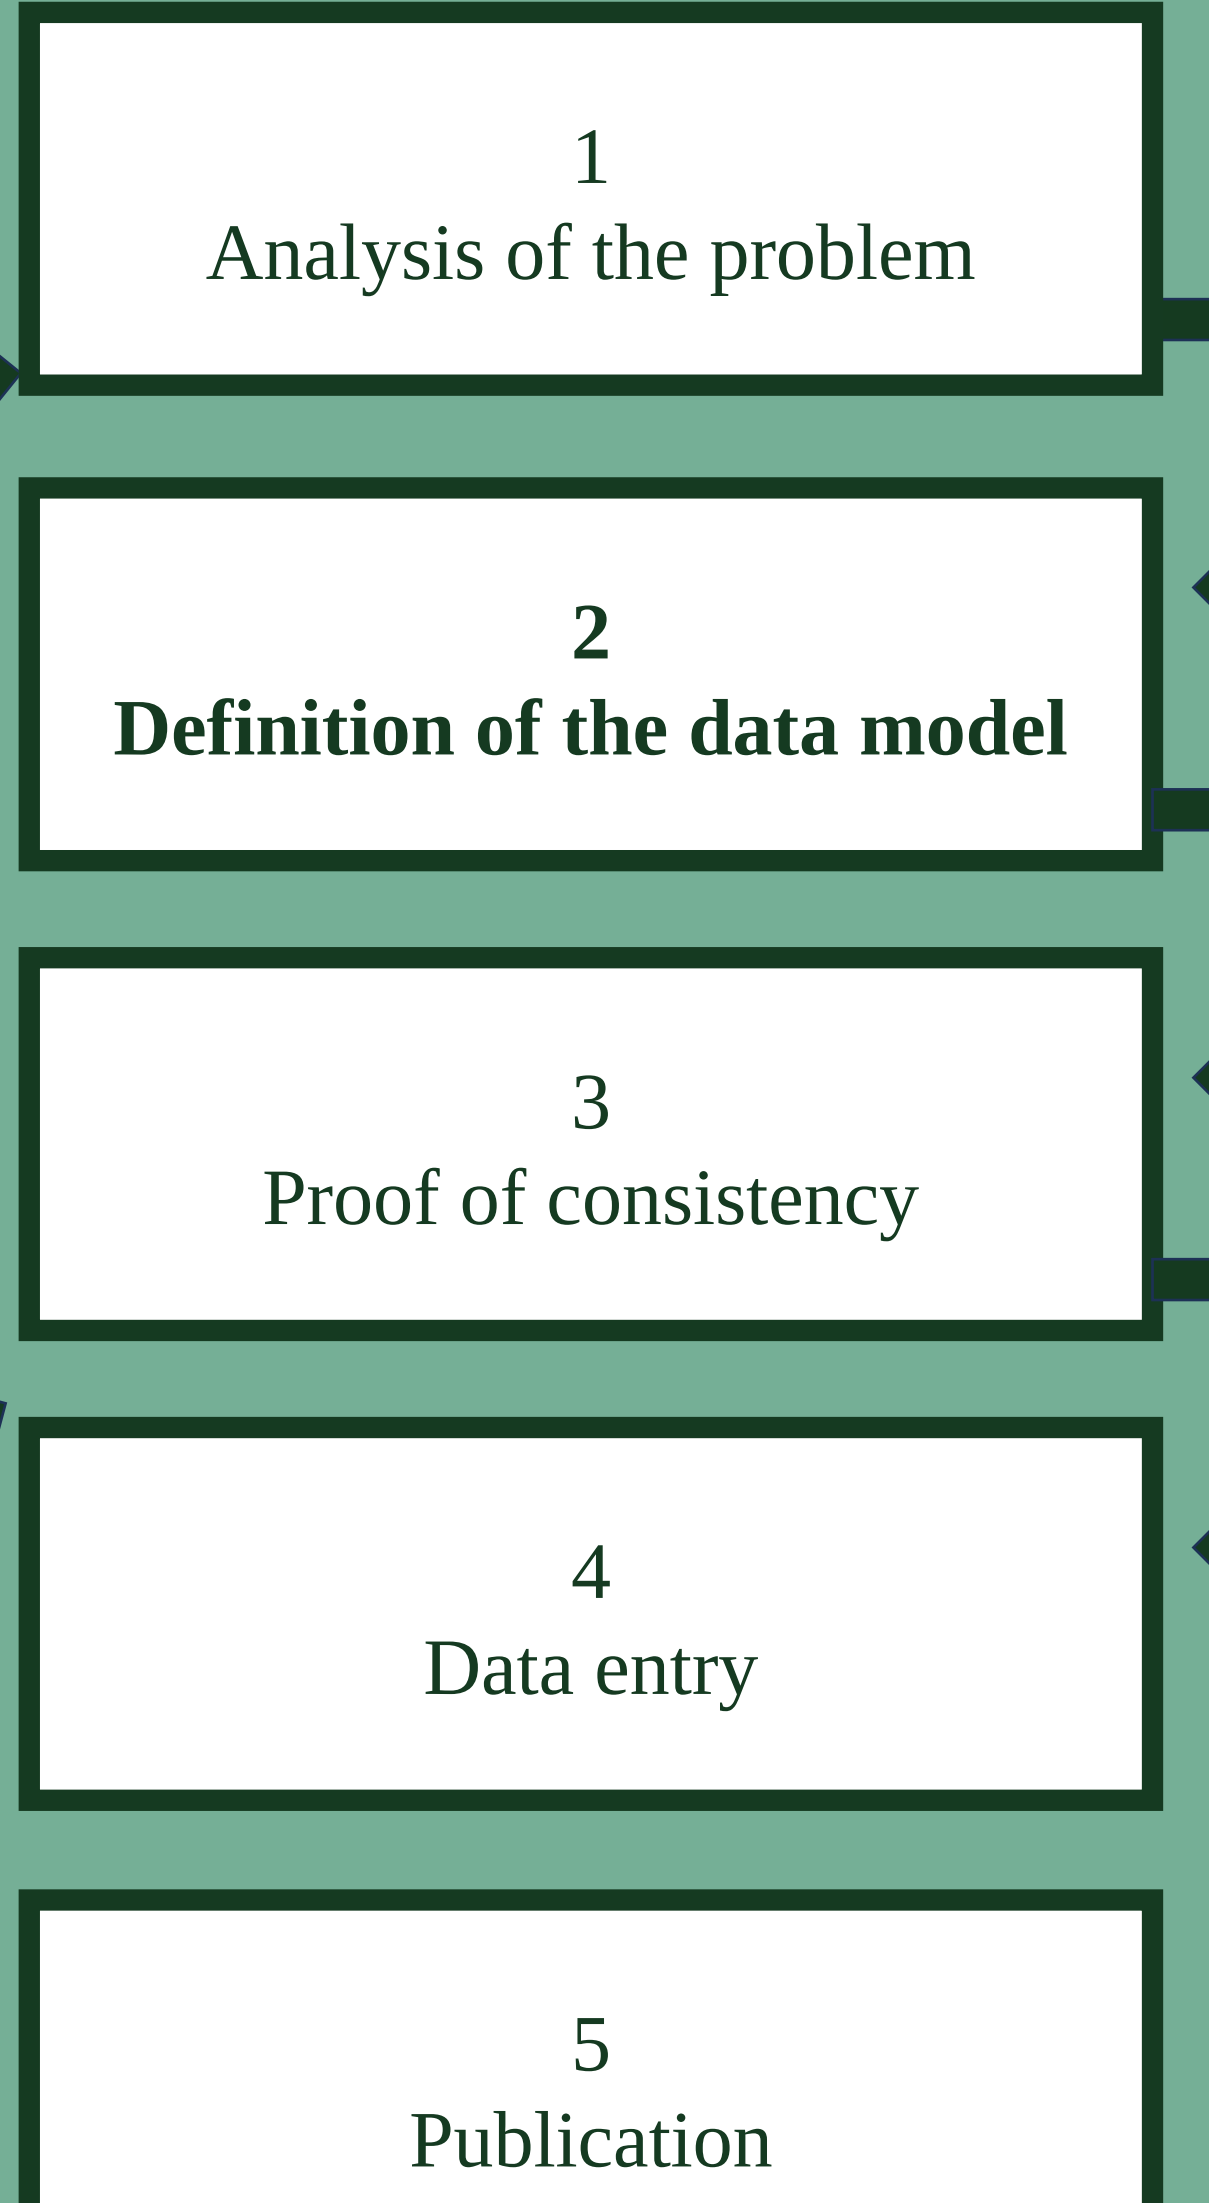 1
Analysis of the problem
2
Definition of the data model
3
Proof of consistency
4
Data entry
5
Publication